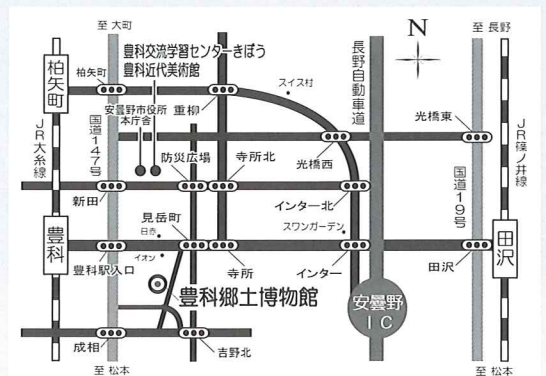 至 大町
豊科交流学習センターきぼう
豊科近代美術館
長野自動車道
N
至 長野
柏矢町
柏矢町
スイス村
安曇野市役所
本庁舎
重柳
光橋東
JR大糸線
国道147号
JR篠ノ井線
防災広場
寺所北
光橋西
国道19号
新田
見岳町
インター北
日赤
スワンガーデン
豊科
イオン
田沢
豊科駅入口
寺所
インター
田沢
豊科郷土博物館
安曇野
IC
成相
吉野北
至 松本
至 松本